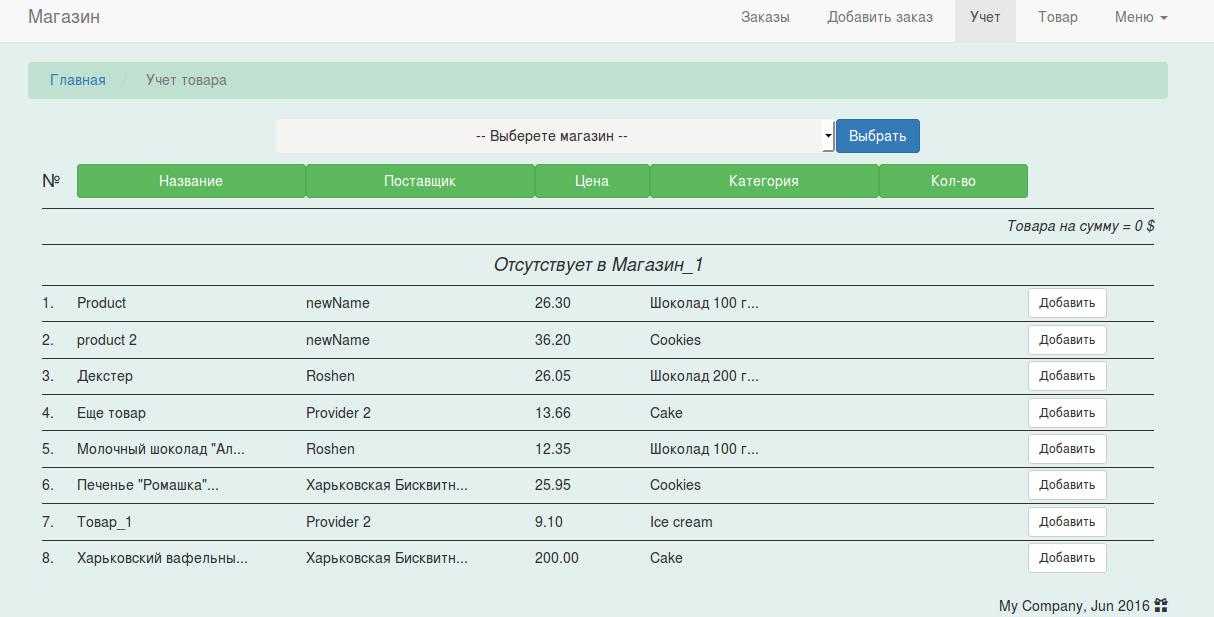 Магазин Заказы Добавить заказ Учет Товар Меню
Главная / Учет товара
-- Выберете магазин -- Выбрать
№ Название Поставщик Цена Категория Кол-во
Товара на сумму = 0 $
Отсутствует в Магазин_1
1. Product newName 26.30 Шоколад 100 г... Добавить
2. product 2 newName 36.20 Cookies Добавить
3. Декстер Roshen 26.05 Шоколад 200 г... Добавить
4. Еще товар Provider 2 13.66 Cake Добавить
5. Молочный шоколад "Ал... Roshen 12.35 Шоколад 100 г... Добавить
6. Печенье "Ромашка"... Харьковская Бисквитн... 25.95 Cookies Добавить
7. Товар_1 Provider 2 9.10 Ice cream Добавить
8. Харьковский вафельны... Харьковская Бисквитн... 200.00 Cake Добавить
My Company, Jun 2016